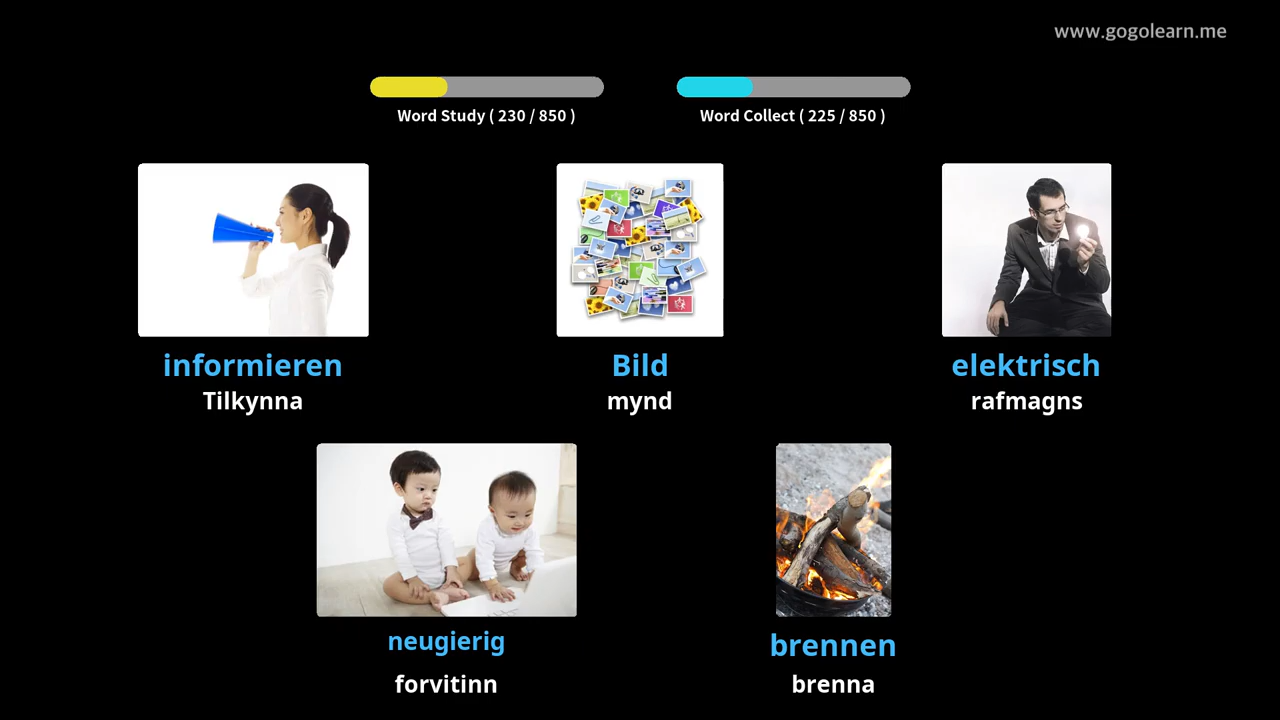 www.gogolearn.me
Word Study ( 230 / 850 )
Word Collect ( 225 / 850 )
informieren
Tilkynna
Bild
mynd
elektrisch
rafmagns
neugierig
forvitinn
brennen
brenna